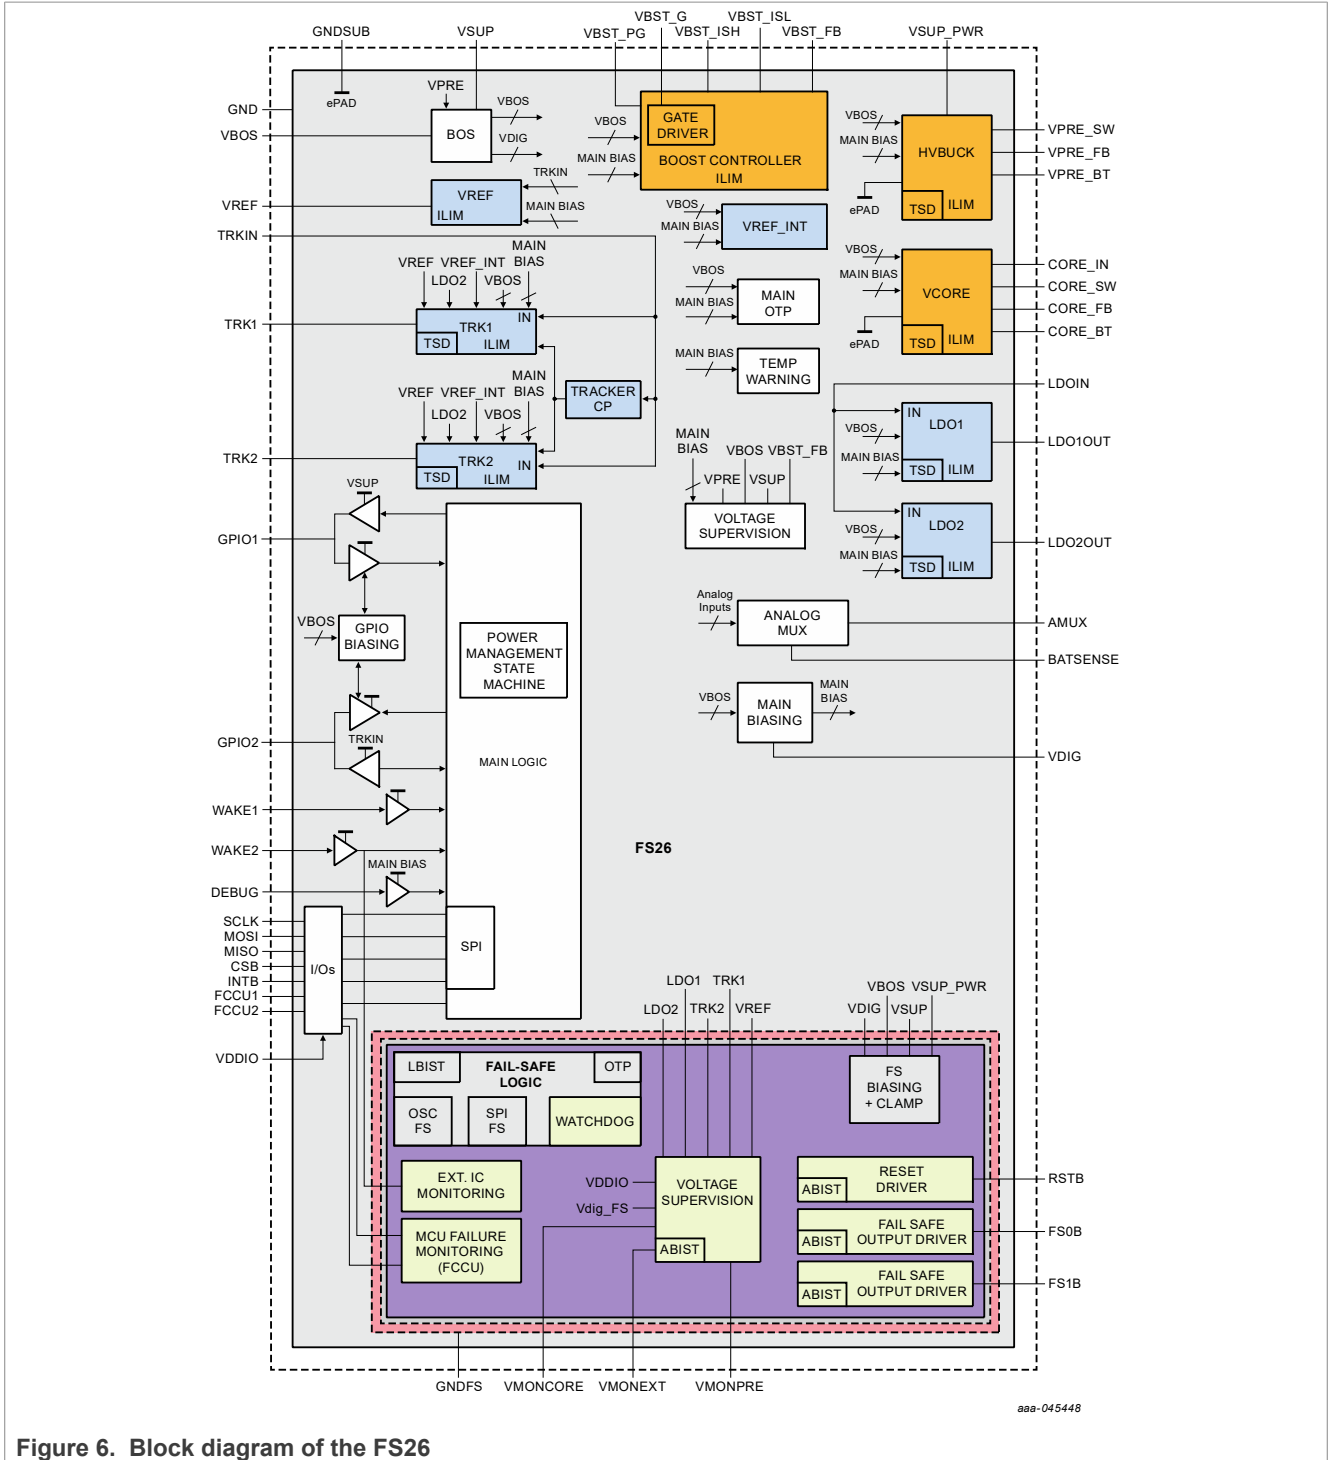 VBST_G
VBST_ISL
GNDSUB
VSUP
VBST_PG
VBST_ISH
VBST_FB
VSUP_PWR
ePAD
VPRE
BOS
VBOS
VDIG
GND
VBOS
VBOS
MAIN BIAS
GATE
DRIVER
BOOST CONTROLLER
ILIM
VBOS
MAIN BIAS
HVBUCK
TSD
ILIM
ePAD
VPRE_SW
VPRE_FB
VPRE_BT
VREF
VREF
ILIM
TRKIN
MAIN BIAS
VBOS
MAIN BIAS
VREF_INT
TRKIN
VREF
VREF_INT
MAIN
BIAS
LDO2
VBOS
TRK1
IN
TRK1
TSD
ILIM
VBOS
MAIN BIAS
MAIN
OTP
VBOS
MAIN BIAS
VCORE
TSD
ILIM
ePAD
CORE_IN
CORE_SW
CORE_FB
CORE_BT
MAIN BIAS
TEMP
WARNING
TRACKER
CP
VREF
VREF_INT
MAIN
BIAS
LDO2
VBOS
TRK2
TRK2
IN
TSD
ILIM
LDOIN
IN
LDO1
VBOS
MAIN BIAS
TSD
ILIM
LDO1OUT
MAIN
BIAS
VBOS
VBST_FB
VPRE
VSUP
VOLTAGE
SUPERVISION
IN
LDO2
VBOS
MAIN BIAS
TSD
ILIM
LDO2OUT
VSUP
GPIO1
VBOS
GPIO
BIASING
POWER
MANAGEMENT
STATE
MACHINE
Analog
Inputs
ANALOG
MUX
AMUX
BATSENSE
VBOS
MAIN
BIASING
MAIN
BIAS
VDIG
GPIO2
TRKIN
MAIN LOGIC
WAKE1
WAKE2
FS26
MAIN BIAS
DEBUG
SCLK
MOSI
MISO
CSB
INTB
FCCU1
FCCU2
I/Os
SPI
VDDIO
LDO1
TRK1
LDO2
TRK2
VREF
VBOS
VSUP_PWR
VDIG
VSUP
LBIST
FAIL-SAFE
LOGIC
OTP
OSC
FS
SPI
FS
WATCHDOG
FS
BIASING
+ CLAMP
EXT. IC
MONITORING
MCU FAILURE
MONITORING
(FCCU)
VDDIO
Vdig_FS
VOLTAGE
SUPERVISION
ABIST
RESET
DRIVER
ABIST
RSTB
FAIL SAFE
OUTPUT DRIVER
ABIST
FS0B
FAIL SAFE
OUTPUT DRIVER
ABIST
FS1B
GNDFS
VMONCORE
VMONEXT
VMONPRE
aaa-045448
Figure 6. Block diagram of the FS26